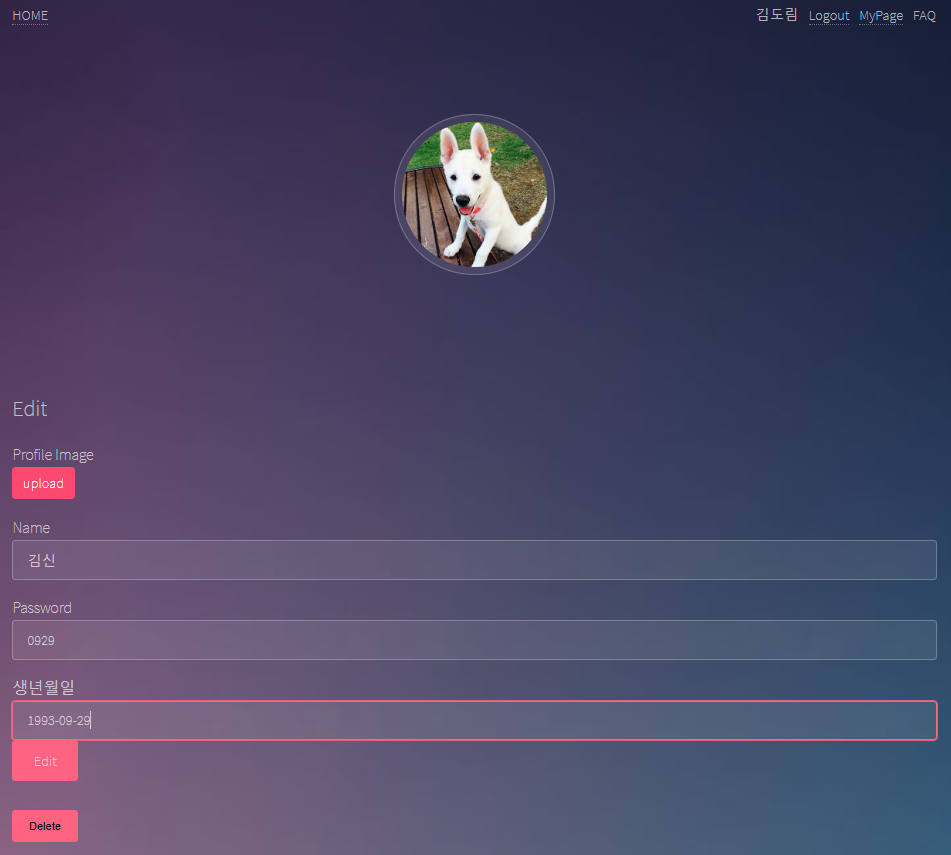 HOME 김도림 Logout MyPage FAQ
Edit
Profile Image
upload
Name
김신
Password
0929
생년월일
1993-09-29
Edit
Delete